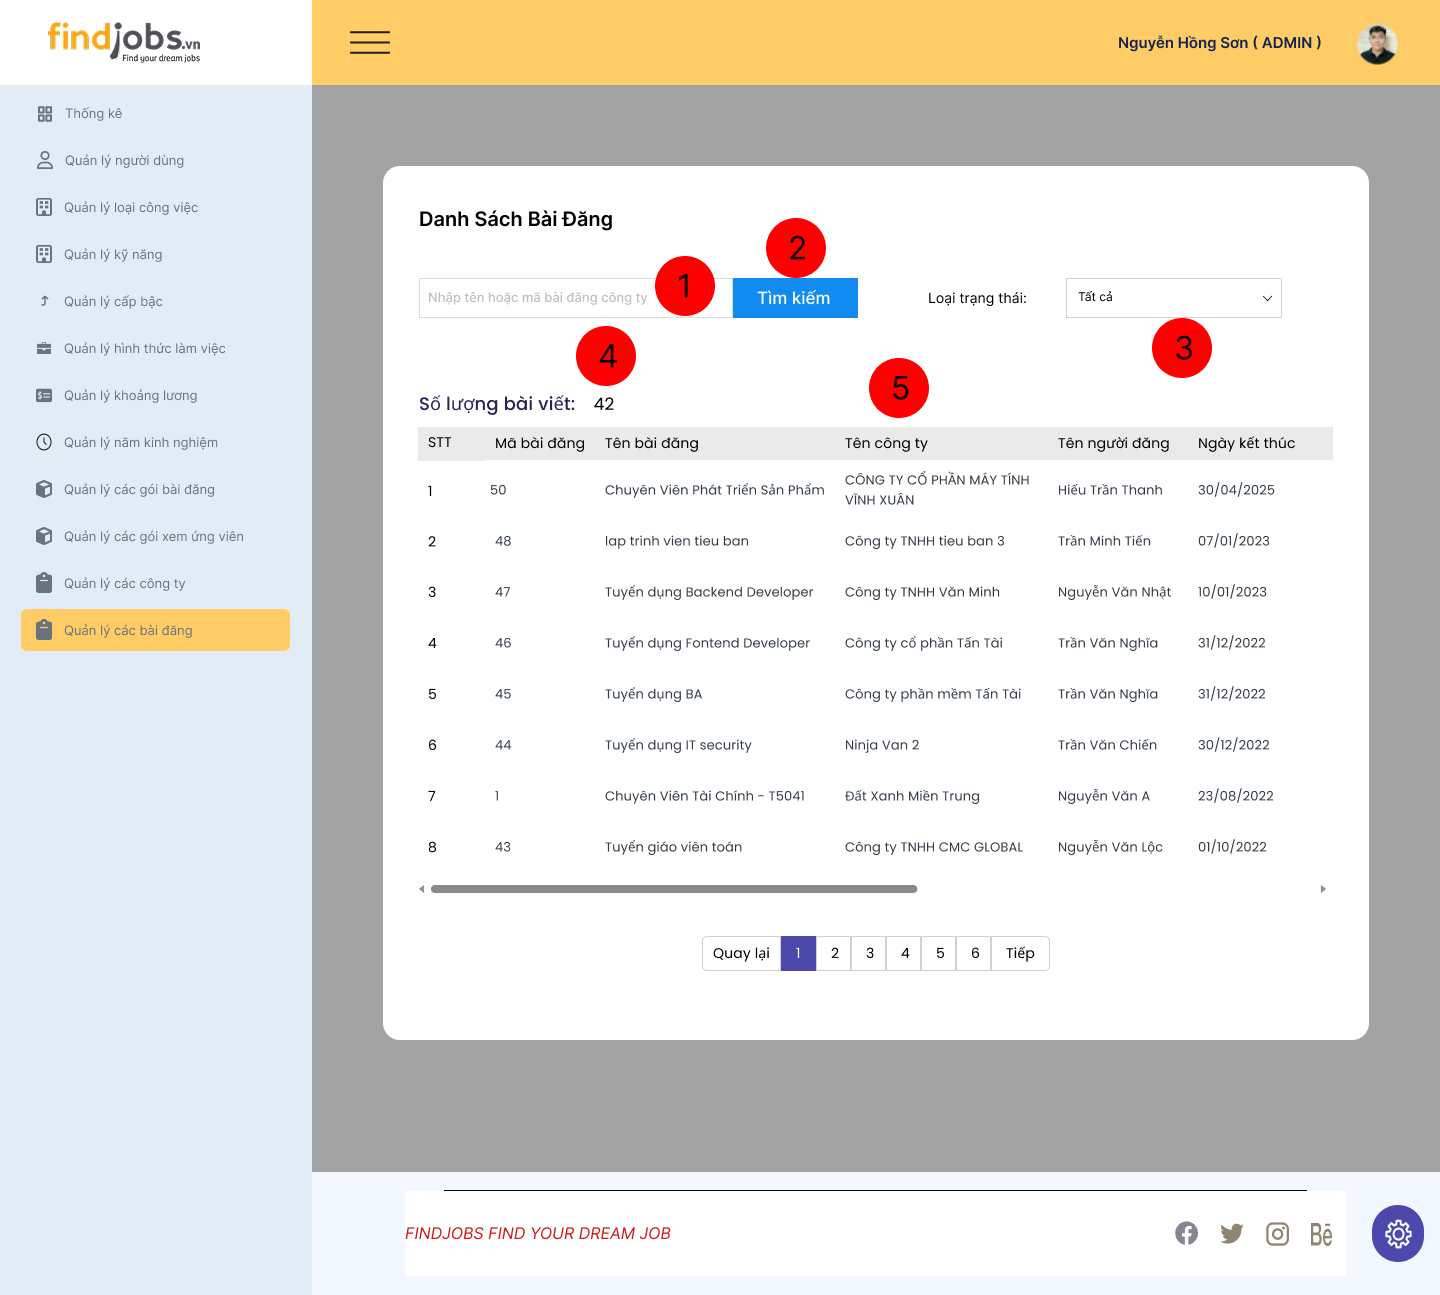 findjobs.vn
Find your dream jobs
Nguyễn Hồng Sơn ( ADMIN )
Thống kê
Quản lý người dùng
Quản lý loại công việc
Quản lý kỹ năng
Quản lý cấp bậc
Quản lý hình thức làm việc
Quản lý khoảng lương
Quản lý năm kinh nghiệm
Quản lý các gói bài đăng
Quản lý các gói xem ứng viên
Quản lý các công ty
Quản lý các bài đăng
Danh Sách Bài Đăng
2
Nhập tên hoặc mã bài đăng công ty 1 Tìm kiếm Loại trạng thái: Tất cả
4 3
5
Số lượng bài viết: 42
STT Mã bài đăng Tên bài đăng Tên công ty Tên người đăng Ngày kết thúc
1 50 Chuyên Viên Phát Triển Sản Phẩm CÔNG TY CỔ PHẦN MÁY TÍNH VĨNH XUÂN Hiếu Trần Thanh 30/04/2025
2 48 lap trinh vien tieu ban Công ty TNHH tieu ban 3 Trần Minh Tiến 07/01/2023
3 47 Tuyển dụng Backend Developer Công ty TNHH Văn Minh Nguyễn Văn Nhật 10/01/2023
4 46 Tuyển dụng Fontend Developer Công ty cổ phần Tấn Tài Trần Văn Nghĩa 31/12/2022
5 45 Tuyển dụng BA Công ty phần mềm Tấn Tài Trần Văn Nghĩa 31/12/2022
6 44 Tuyển dụng IT security Ninja Van 2 Trần Văn Chiến 30/12/2022
7 1 Chuyên Viên Tài Chính - T5041 Đất Xanh Miền Trung Nguyễn Văn A 23/08/2022
8 43 Tuyển giáo viên toán Công ty TNHH CMC GLOBAL Nguyễn Văn Lộc 01/10/2022
Quay lại 1 2 3 4 5 6 Tiếp
FINDJOBS FIND YOUR DREAM JOB